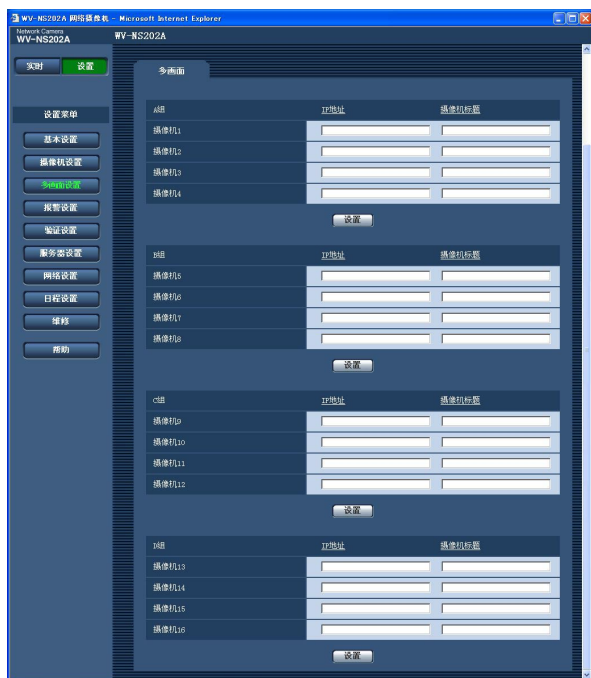 WV-NS202A 网络摄像机 - Microsoft Internet Explorer
Network Camera
WV-NS202A
WV-NS202A
实时 设置
多画面
设置菜单
基本设置
摄像机设置
多画面设置
报警设置
验证设置
服务器设置
网络设置
日程设置
维修
帮助
A组 IP地址 摄像机标题
摄像机1
摄像机2
摄像机3
摄像机4
设置
B组 IP地址 摄像机标题
摄像机5
摄像机6
摄像机7
摄像机8
设置
C组 IP地址 摄像机标题
摄像机9
摄像机10
摄像机11
摄像机12
设置
D组 IP地址 摄像机标题
摄像机13
摄像机14
摄像机15
摄像机16
设置